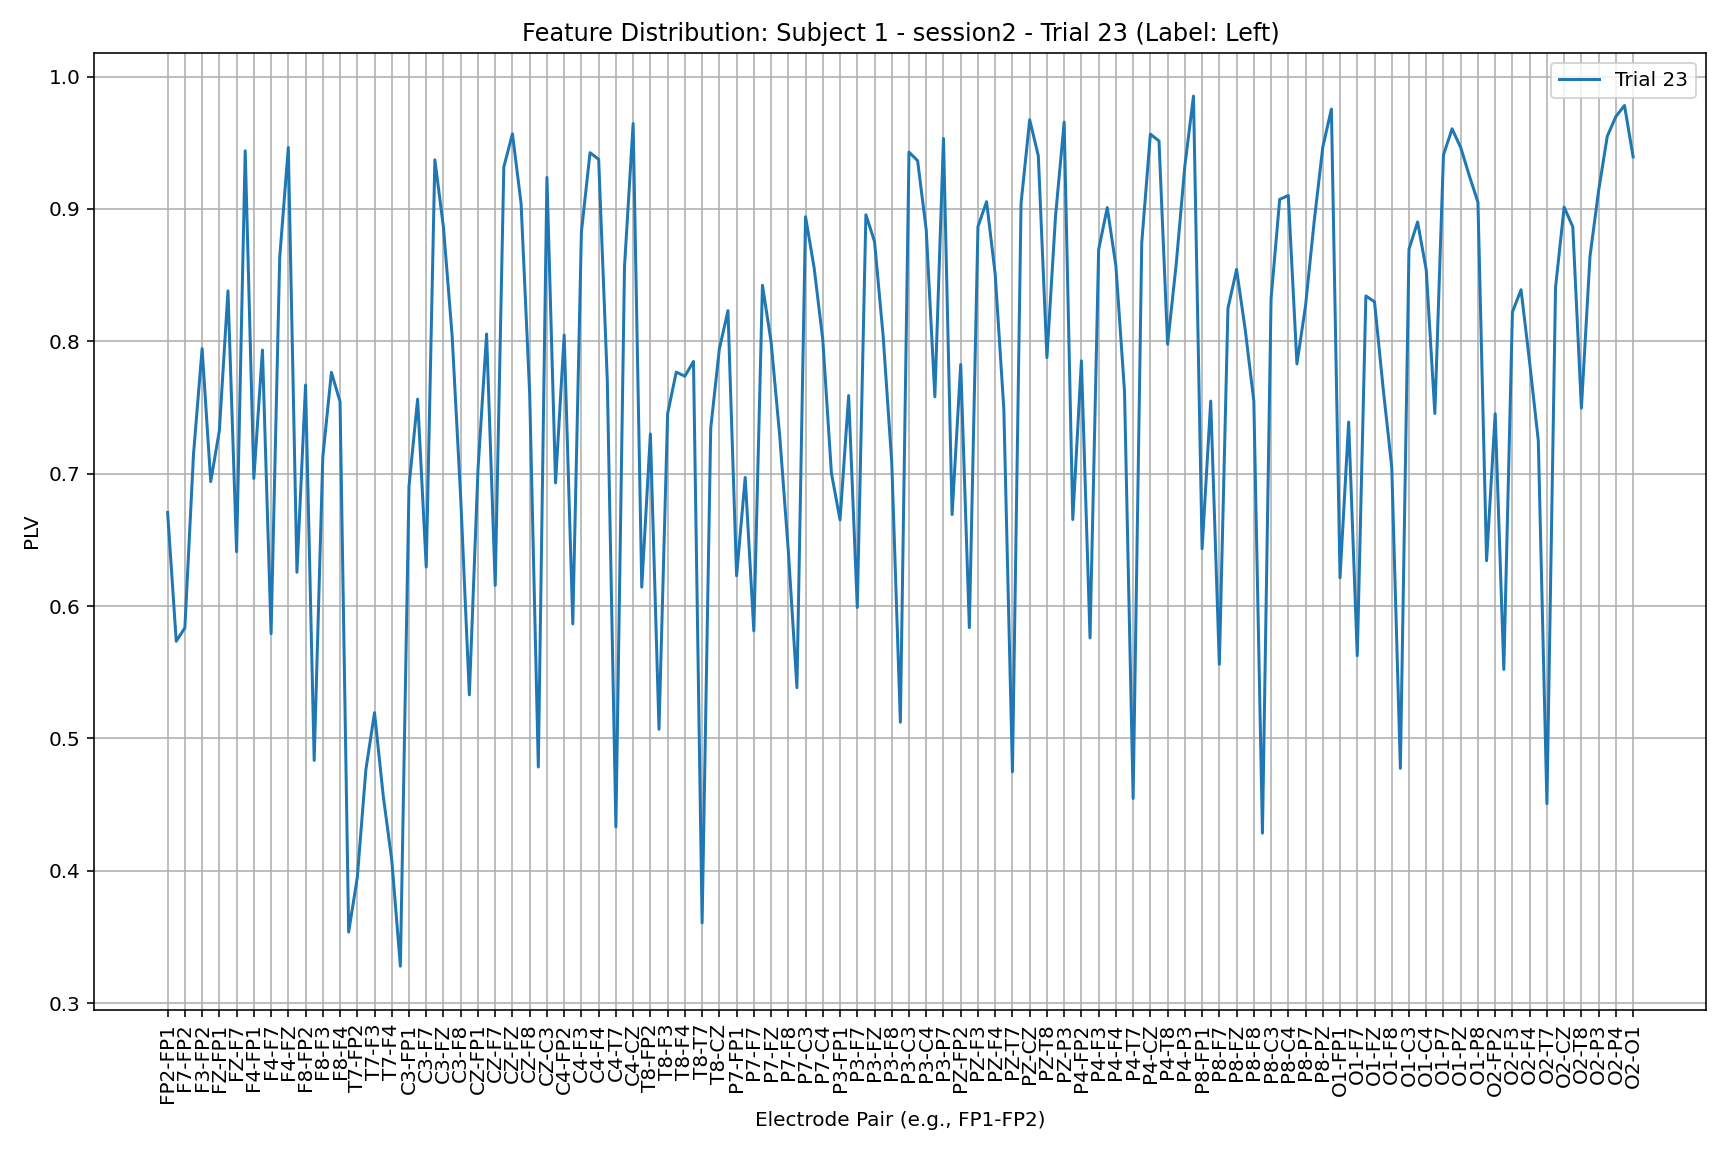 Feature Distribution: Subject 1 - session2 - Trial 23 (Label: Left)
Trial 23
1.0
0.9
0.8
0.7
0.6
0.5
0.4
0.3
PLV
FP2-FP1
F7-FP2
F3-FP2
FZ-FP1
FZ-F7
F4-FP1
F4-F7
F4-FZ
F8-FP2
F8-F3
F8-F4
T7-FP2
T7-F3
T7-F4
C3-FP1
C3-F7
C3-FZ
C3-F8
CZ-FP1
CZ-F7
CZ-FZ
CZ-F8
CZ-C3
C4-FP2
C4-F3
C4-F4
C4-T7
C4-CZ
T8-FP2
T8-F3
T8-F4
T8-T7
T8-CZ
P7-FP1
P7-F7
P7-FZ
P7-F8
P7-C3
P7-C4
P3-FP1
P3-F7
P3-FZ
P3-F8
P3-C3
P3-C4
P3-P7
PZ-FP2
PZ-F3
PZ-F4
PZ-T7
PZ-CZ
PZ-T8
PZ-P3
P4-FP2
P4-F3
P4-F4
P4-T7
P4-CZ
P4-T8
P4-P3
P8-FP1
P8-F7
P8-FZ
P8-F8
P8-C3
P8-C4
P8-P7
P8-PZ
O1-FP1
O1-F7
O1-FZ
O1-F8
O1-C3
O1-C4
O1-P7
O1-PZ
O1-P8
O2-FP2
O2-F3
O2-F4
O2-T7
O2-CZ
O2-T8
O2-P3
O2-P4
O2-O1
Electrode Pair (e.g., FP1-FP2)